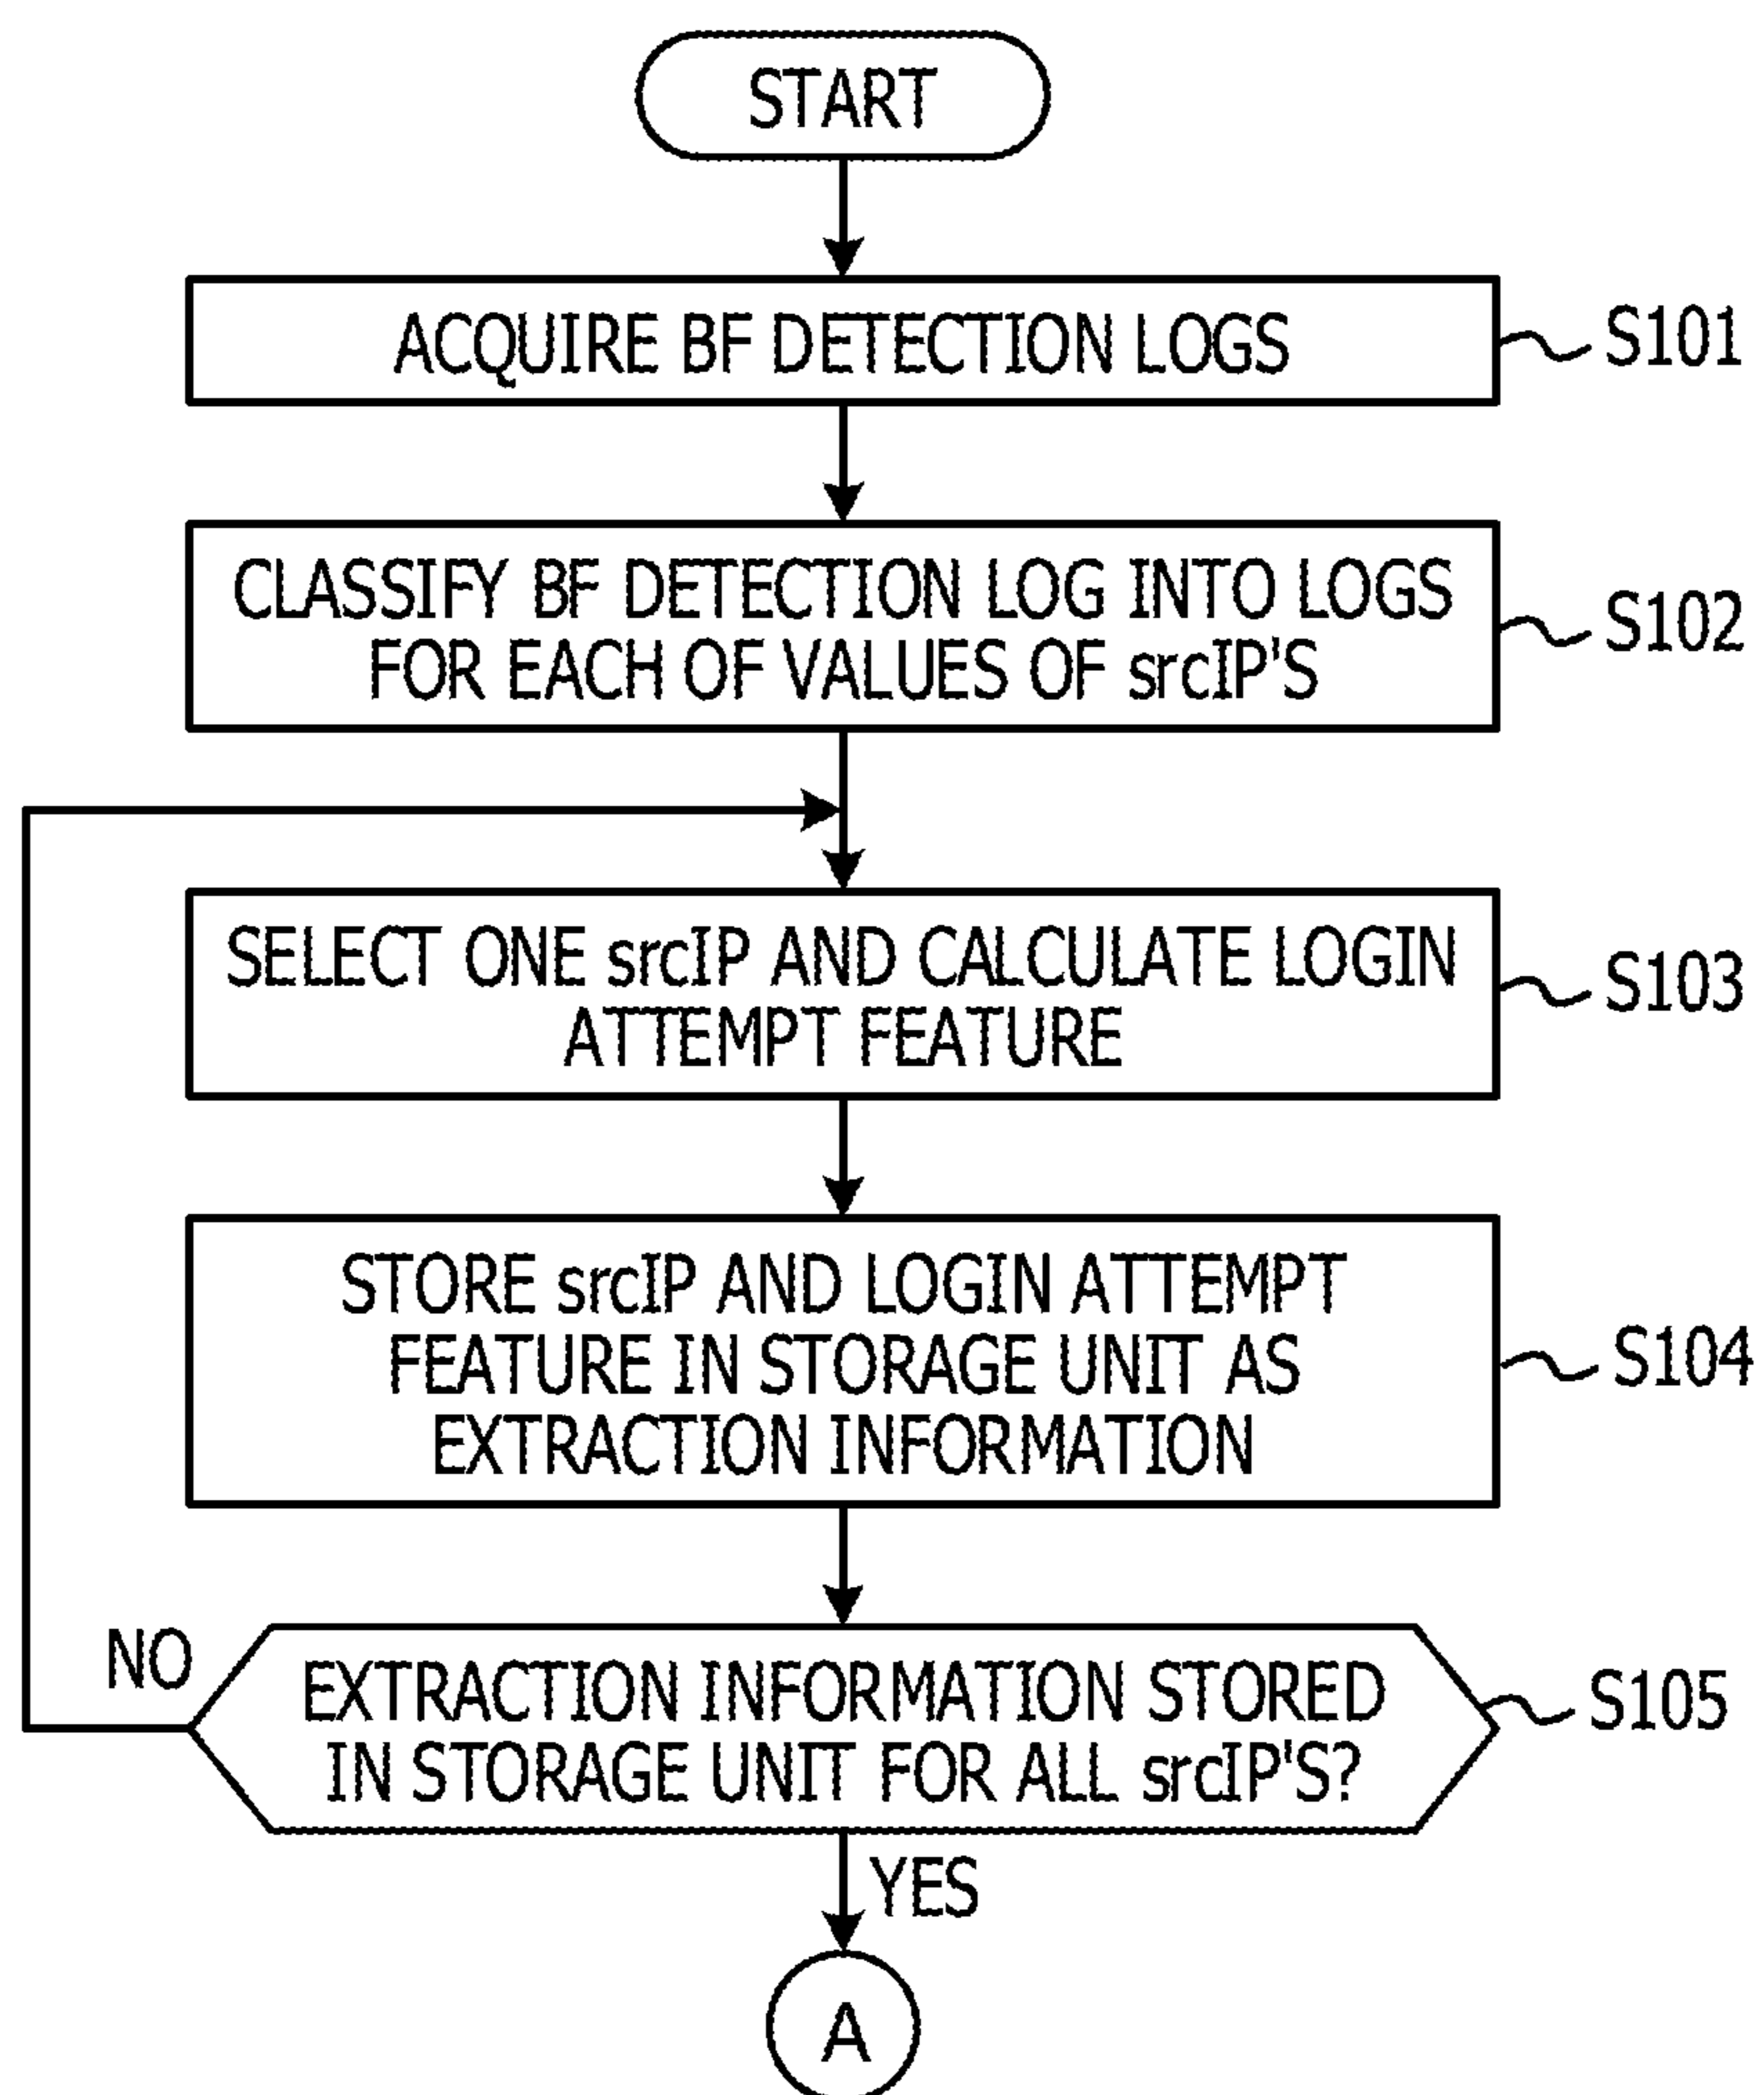 START
ACQUIRE BF DETECTION LOGS
S101
CLASSIFY BF DETECTION LOG INTO LOGS
FOR EACH OF VALUES OF srcIP'S
S102
SELECT ONE srcIP AND CALCULATE LOGIN
ATTEMPT FEATURE
S103
STORE srcIP AND LOGIN ATTEMPT
FEATURE IN STORAGE UNIT AS
EXTRACTION INFORMATION
S104
NO
EXTRACTION INFORMATION STORED
IN STORAGE UNIT FOR ALL srcIP'S?
S105
YES
A